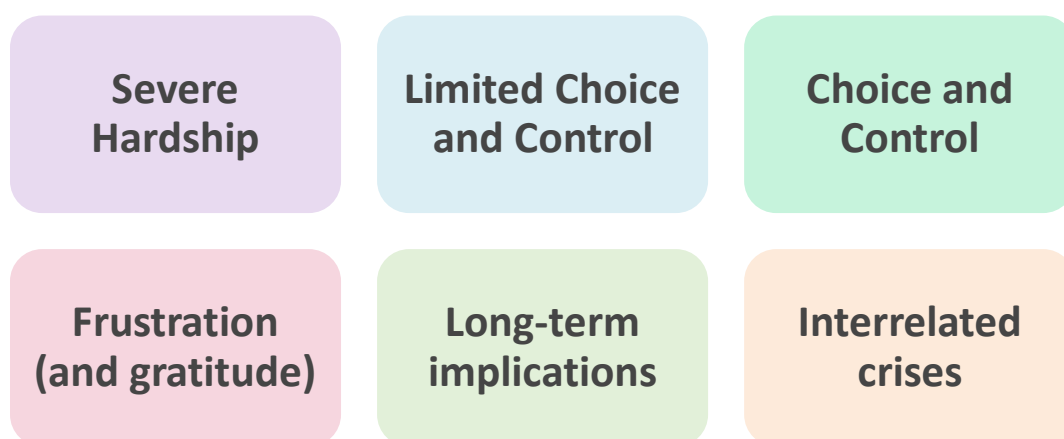 Severe
Hardship
Limited Choice
and Control
Choice and
Control
Frustration
(and gratitude)
Long-term
implications
Interrelated
crises